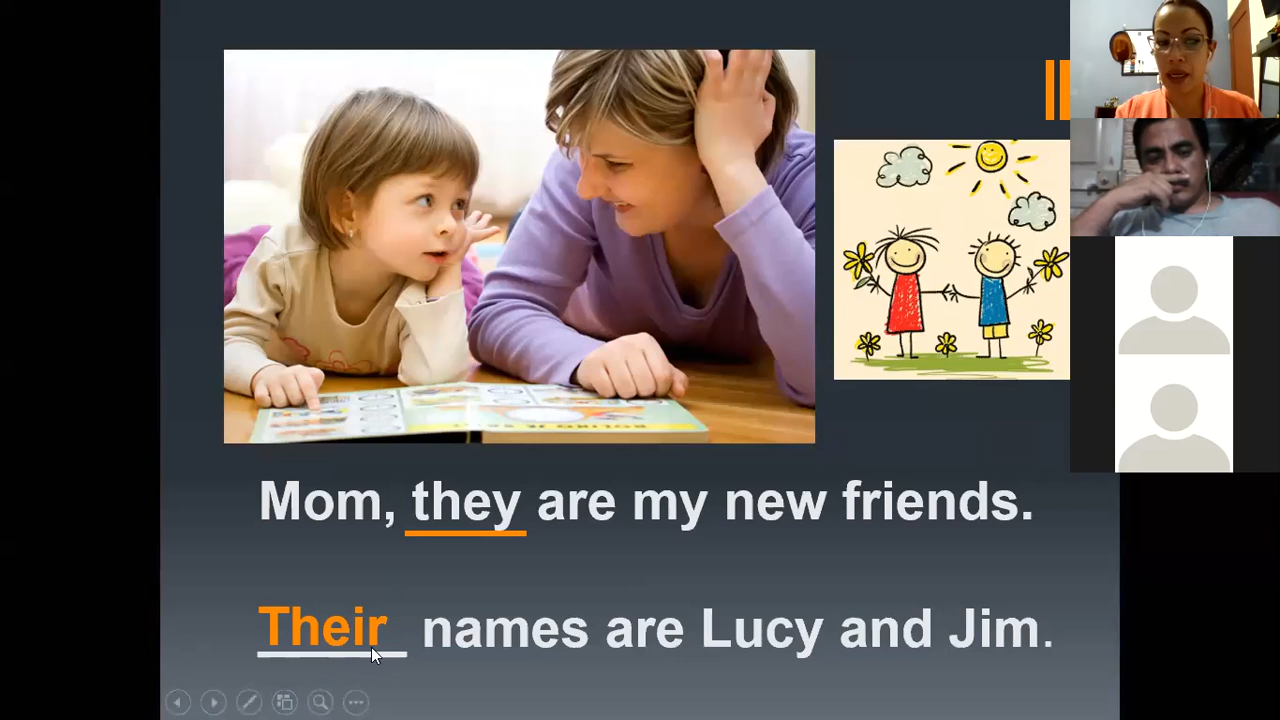 Mom, they are my new friends.
Their names are Lucy and Jim.